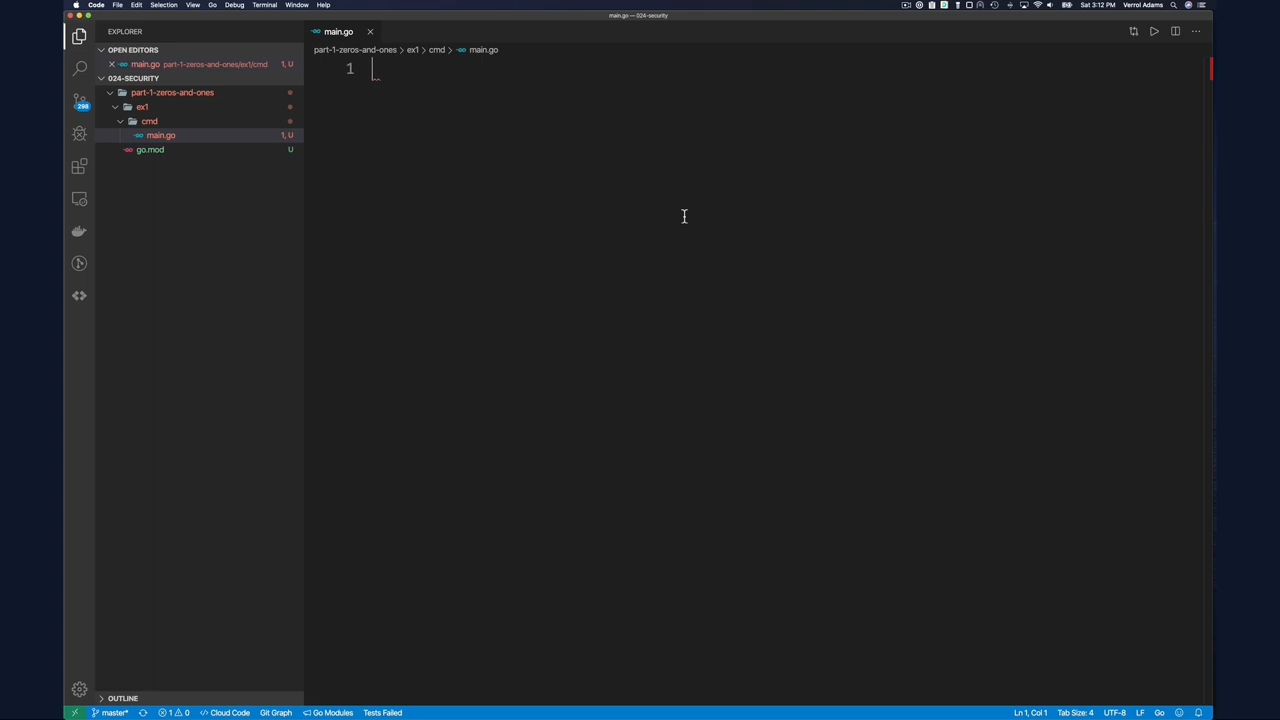 Code File Edit Selection View Go Debug Terminal Window Help Sat 3:12 PM Verrol Adams
main.go — 024-security
EXPLORER
main.go
OPEN EDITORS
part-1-zeros-and-ones > ex1 > cmd > main.go
main.go part-1-zeros-and-ones/ex1/cmd 1, U
1
024-SECURITY
part-1-zeros-and-ones
298
ex1
cmd
main.go 1, U
go.mod U
OUTLINE
master* 1 0 Cloud Code Git Graph Go Modules Tests Failed Ln 1, Col 1 Tab Size: 4 UTF-8 LF Go